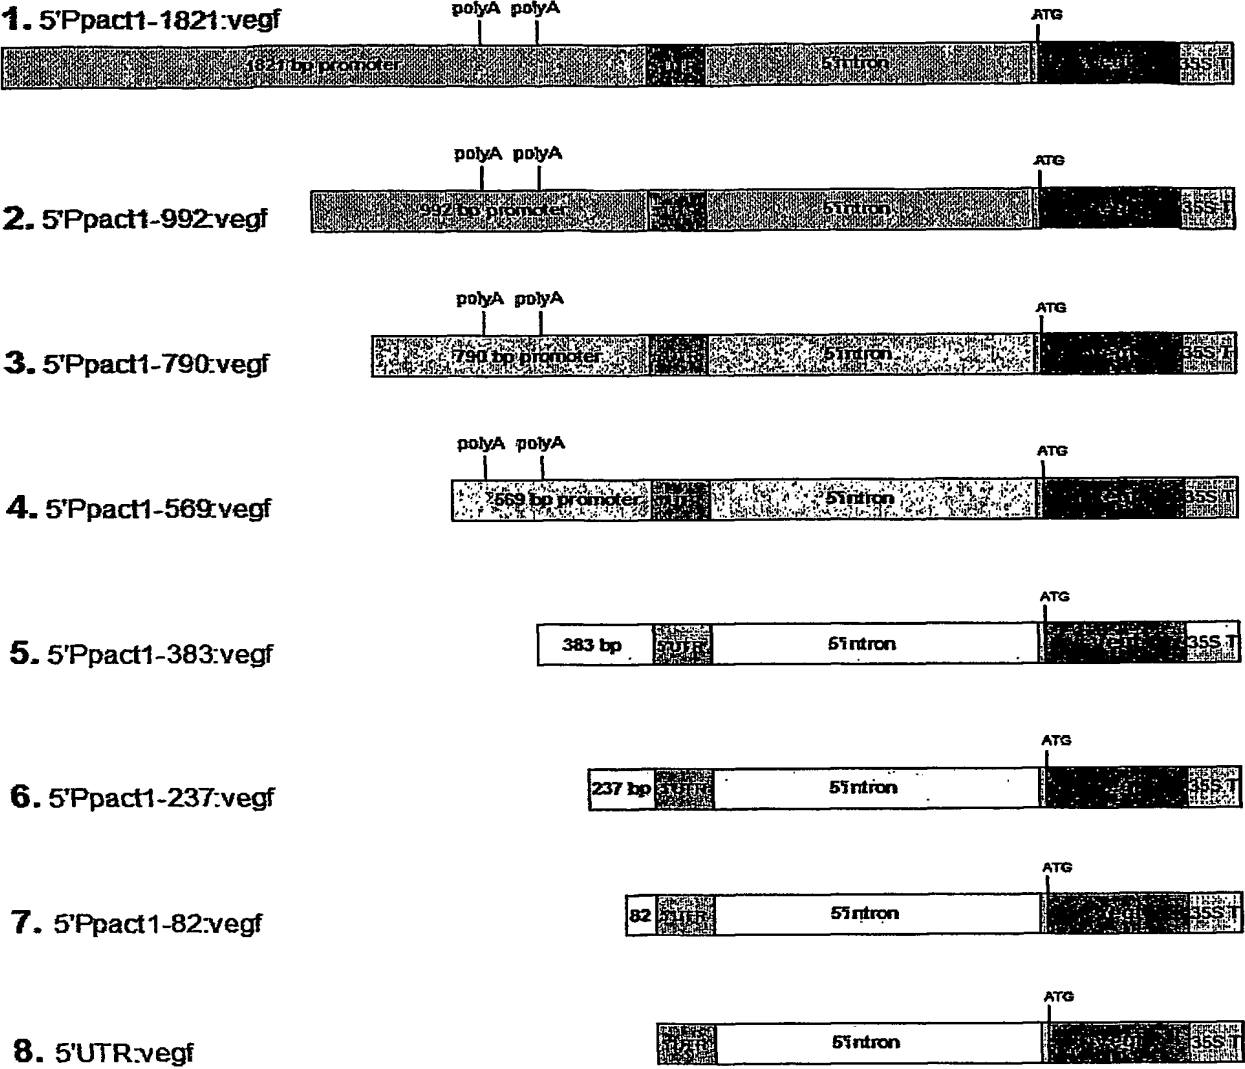 polyA polyA
1. 5'Ppact1-1821:vegf
ATG
1821 bp promoter 5'intron 35S T
polyA polyA
ATG
2. 5'Ppact1-992:vegf
992 bp promoter 5'intron 35S T
polyA polyA
ATG
3. 5'Ppact1-790:vegf
790 bp promoter 5'intron 35S T
polyA polyA
ATG
4. 5'Ppact1-569:vegf
569 bp promoter 5'intron 35S T
ATG
5. 5'Ppact1-383:vegf
383 bp 5'UTR 5'intron 35S T
ATG
6. 5'Ppact1-237:vegf
237 bp 5'intron 35S T
ATG
7. 5'Ppact1-82:vegf
82 5'intron 35S T
ATG
8. 5'UTR:vegf
5'intron 35S T